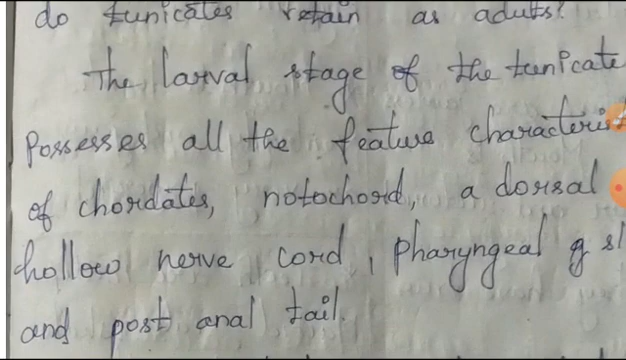 do tunicates retain as adults?
The larval stage of the tunicate
Possesses all the feature characteris
of chordates, notochord, a dorsal
hollow nerve cord, pharyngeal g sl
and post anal tail.